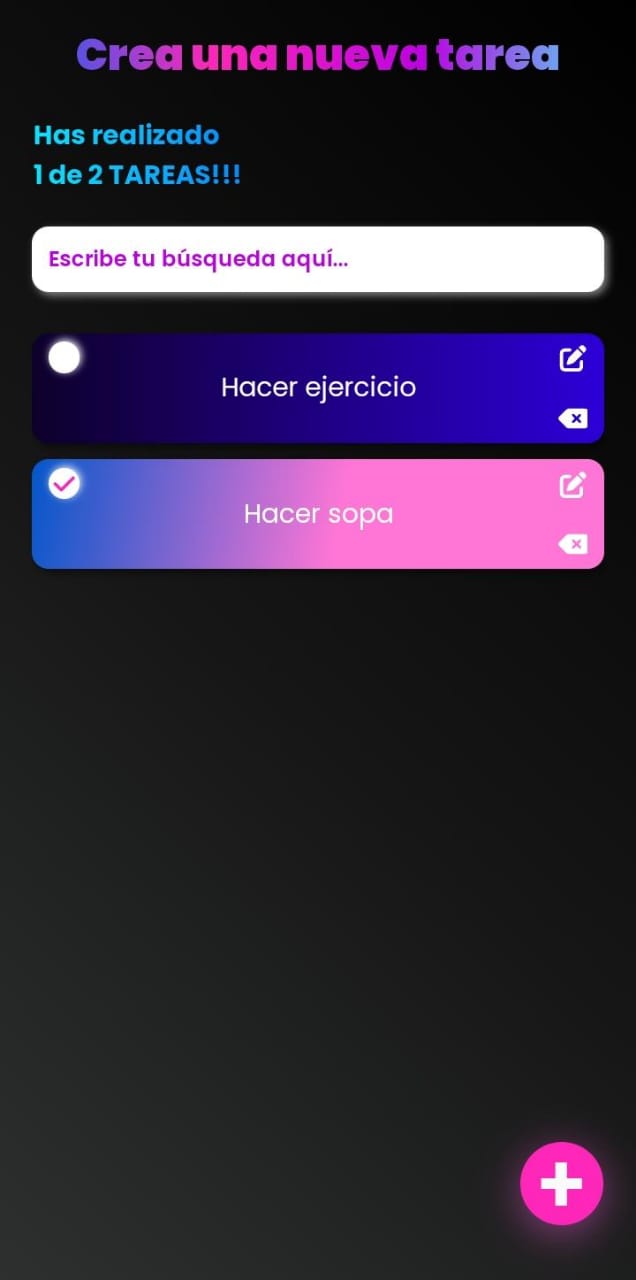 Crea una nueva tarea
Has realizado
1 de 2 TAREAS!!!
Escribe tu búsqueda aquí...
Hacer ejercicio
Hacer sopa